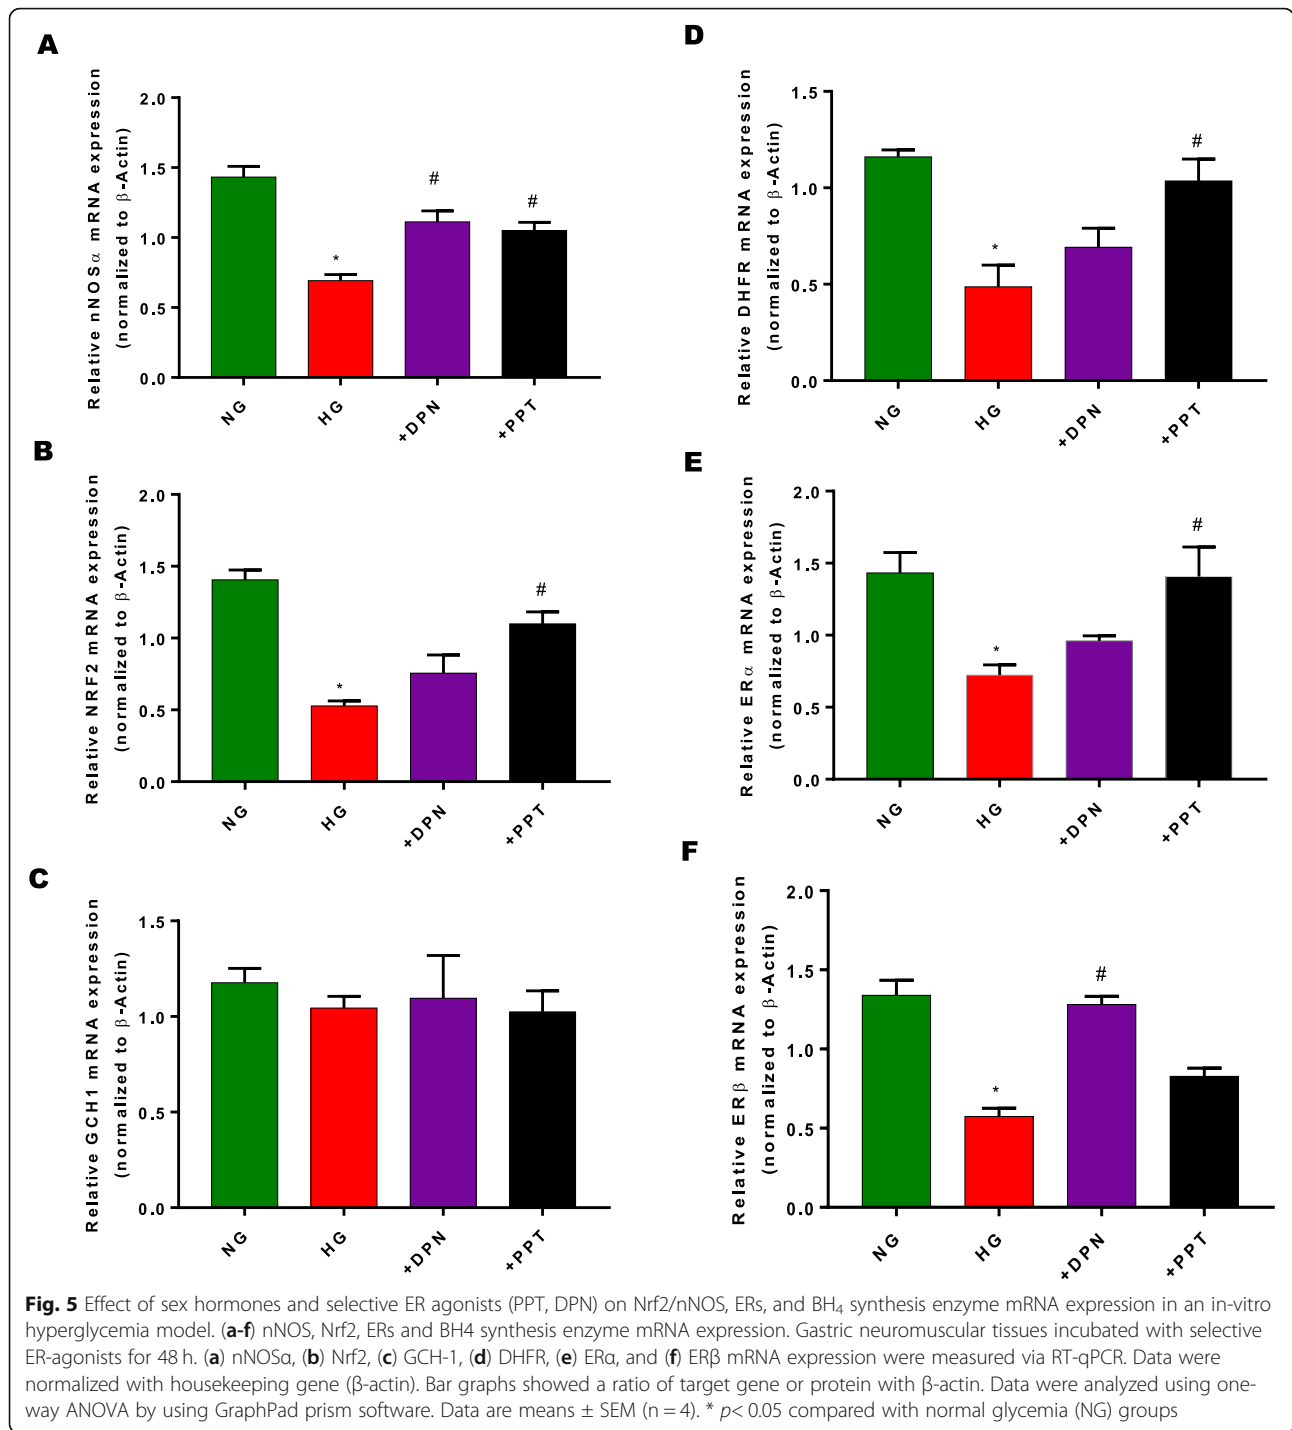 A
Relative nNOSα mRNA expression
(normalized to β-Actin)
2.0
1.5
1.0
0.5
0.0
*
#
#
NG
HG
+DPN
+PPT
B
Relative NRF2 mRNA expression
(normalized to β-Actin)
2.0
1.5
1.0
0.5
0.0
*
#
NG
HG
+DPN
+PPT
C
Relative GCH1 mRNA expression
(normalized to β-Actin)
1.5
1.0
0.5
0.0
NG
HG
+DPN
+PPT
D
Relative DHFR mRNA expression
(normalized to β-Actin)
1.5
1.0
0.5
0.0
*
#
NG
HG
+DPN
+PPT
E
Relative ERα mRNA expression
(normalized to β-Actin)
2.0
1.5
1.0
0.5
0.0
*
#
NG
HG
+DPN
+PPT
F
Relative ERβ mRNA expression
(normalized to β-Actin)
2.0
1.5
1.0
0.5
0.0
*
#
NG
HG
+DPN
+PPT
Fig. 5 Effect of sex hormones and selective ER agonists (PPT, DPN) on Nrf2/nNOS, ERs, and BH₄ synthesis enzyme mRNA expression in an in-vitro
hyperglycemia model. (a-f) nNOS, Nrf2, ERs and BH4 synthesis enzyme mRNA expression. Gastric neuromuscular tissues incubated with selective
ER-agonists for 48 h. (a) nNOSα, (b) Nrf2, (c) GCH-1, (d) DHFR, (e) ERα, and (f) ERβ mRNA expression were measured via RT-qPCR. Data were
normalized with housekeeping gene (β-actin). Bar graphs showed a ratio of target gene or protein with β-actin. Data were analyzed using one-
way ANOVA by using GraphPad prism software. Data are means ± SEM (n = 4). * p< 0.05 compared with normal glycemia (NG) groups